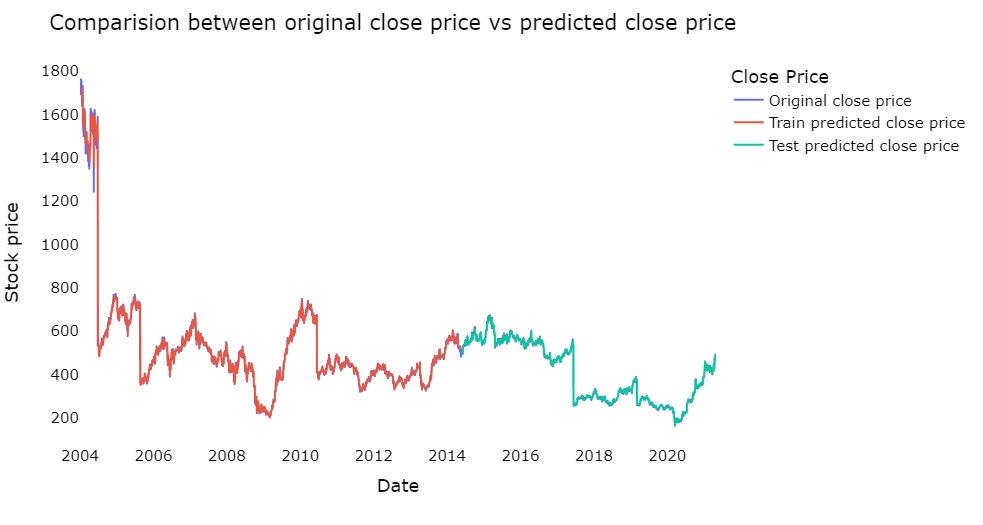 Comparision between original close price vs predicted close price
Close Price
Original close price
Train predicted close price
Test predicted close price
Stock price
1800
1600
1400
1200
1000
800
600
400
200
2004 2006 2008 2010 2012 2014 2016 2018 2020
Date